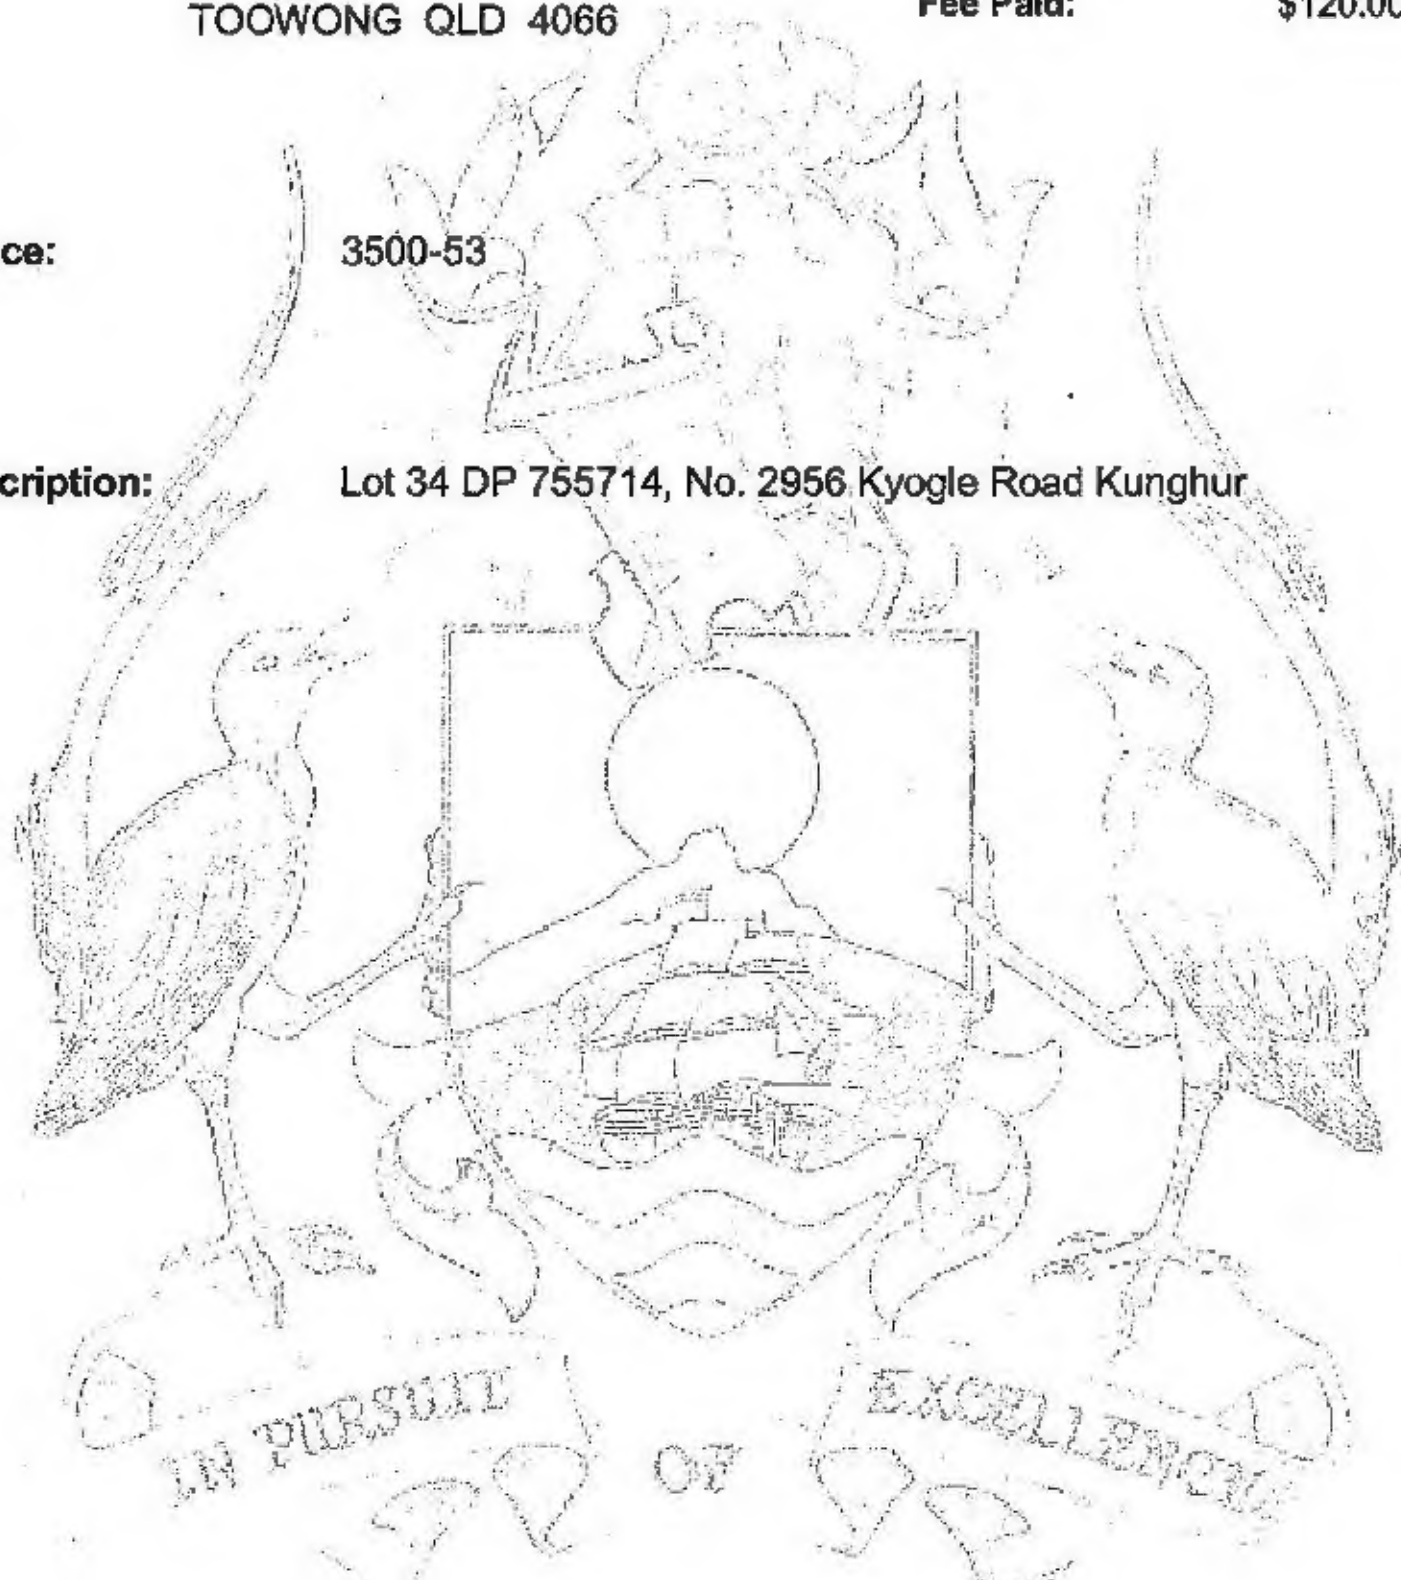 TOOWONG QLD 4066
Fee Paid: $120.00
ce: 3500-53
cription: Lot 34 DP 755714, No. 2956 Kyogle Road Kunghur
IN PURSUIT OF EXCELLENCE